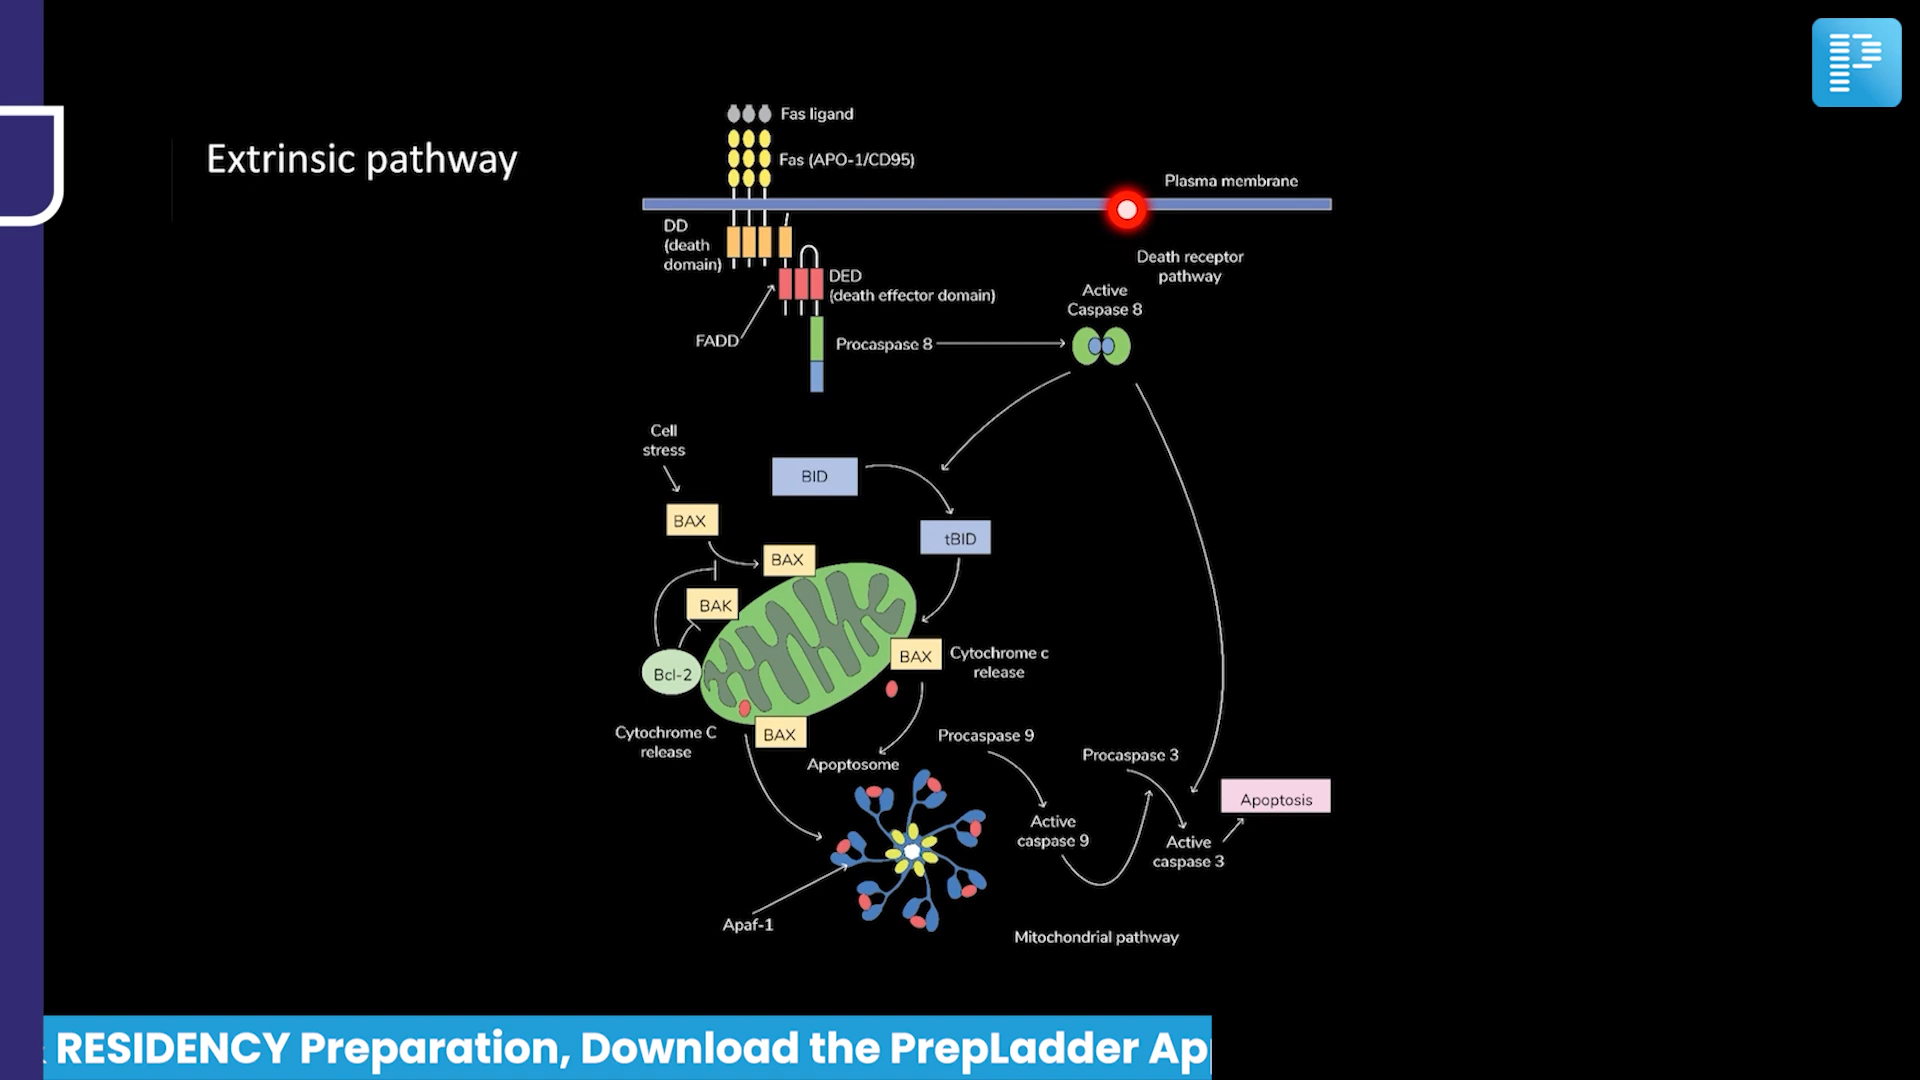 Extrinsic pathway
Fas ligand
Fas (APO-1/CD95)
Plasma membrane
DD
(death
domain)
DED
(death effector domain)
Death receptor
pathway
Active
Caspase 8
FADD
Procaspase 8
Cell
stress
BID
BAX
tBID
BAX
BAK
BAX
Cytochrome c
release
Bcl-2
Cytochrome C
release
BAX
Apoptosome
Procaspase 9
Procaspase 3
Apoptosis
Active
caspase 9
Active
caspase 3
Apaf-1
Mitochondrial pathway
RESIDENCY Preparation, Download the PrepLadder Ap